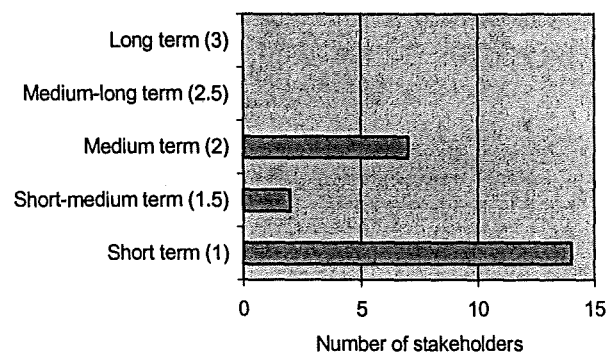 Long term (3)
Medium-long term (2.5)
Medium term (2)
Short-medium term (1.5)
Short term (1)
0 5 10 15
Number of stakeholders